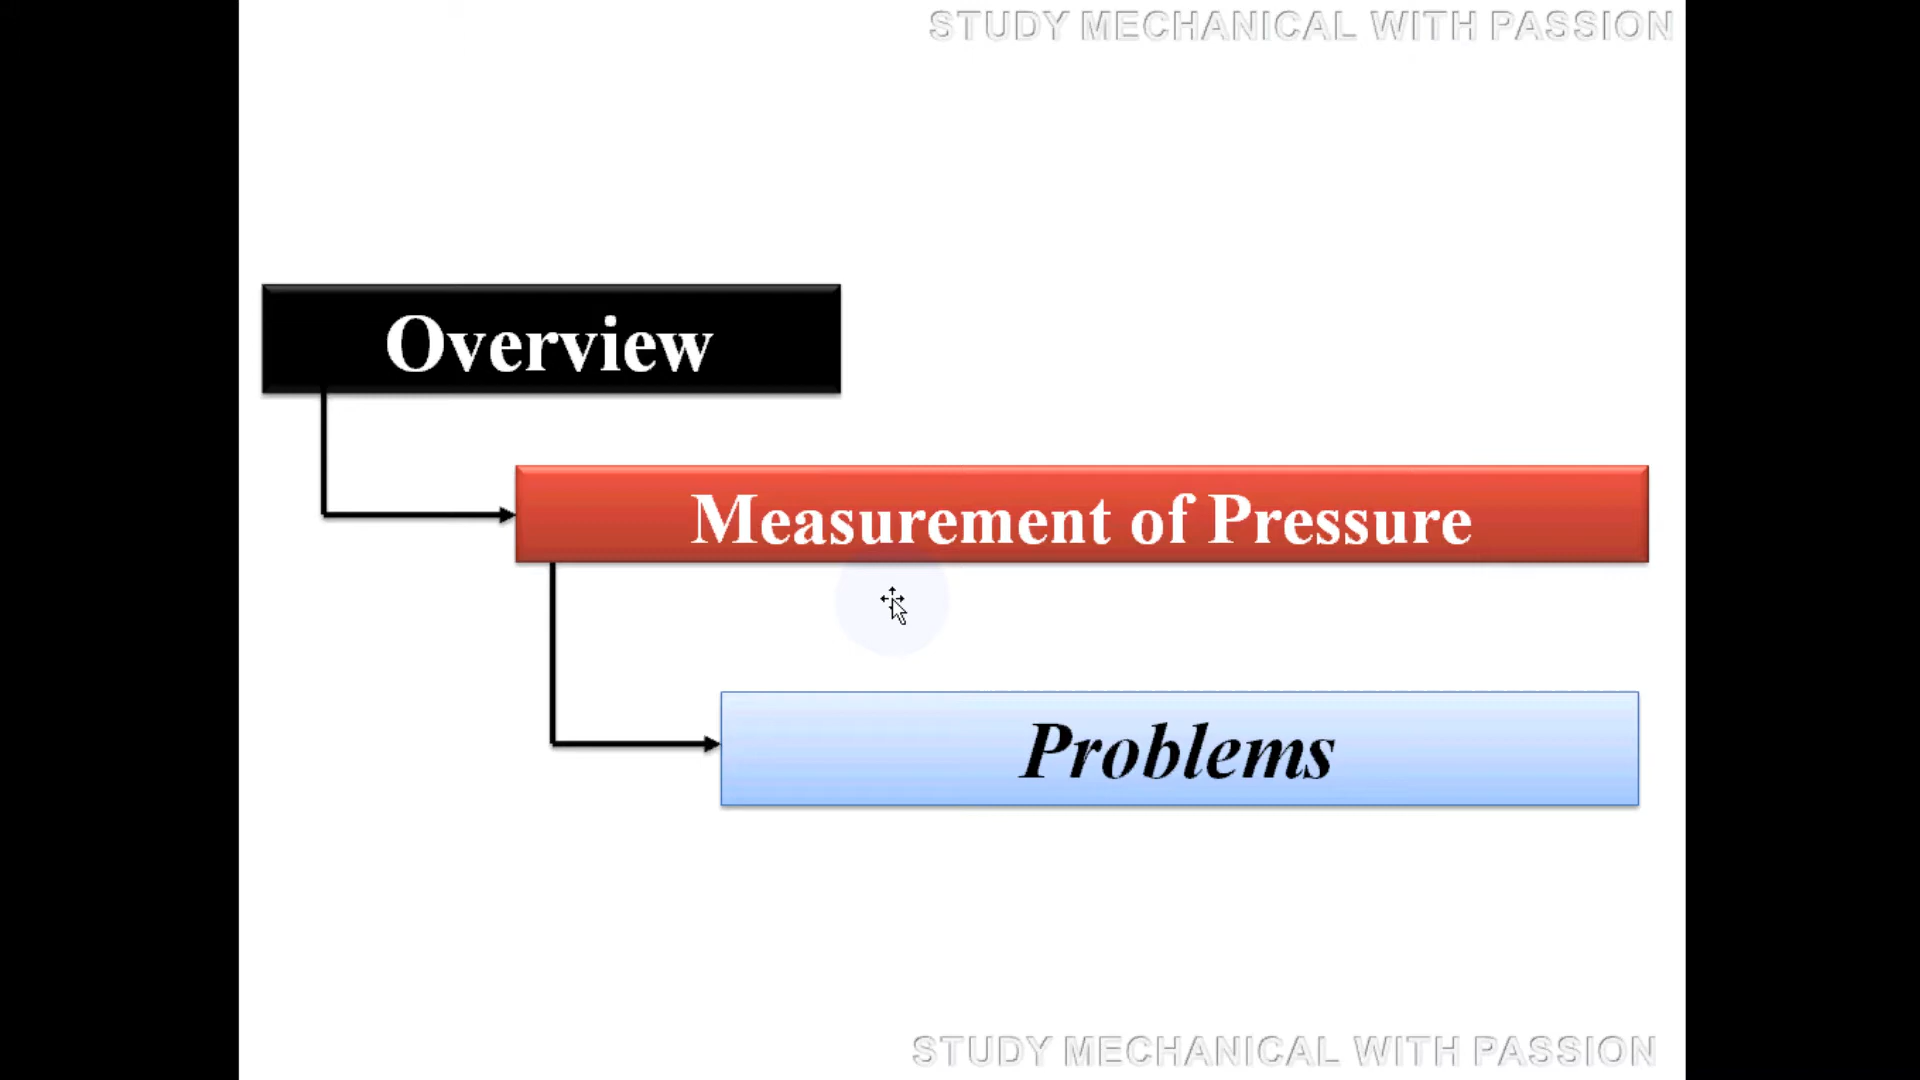 STUDY MECHANICAL WITH PASSION
Overview
Measurement of Pressure
Problems
STUDY MECHANICAL WITH PASSION